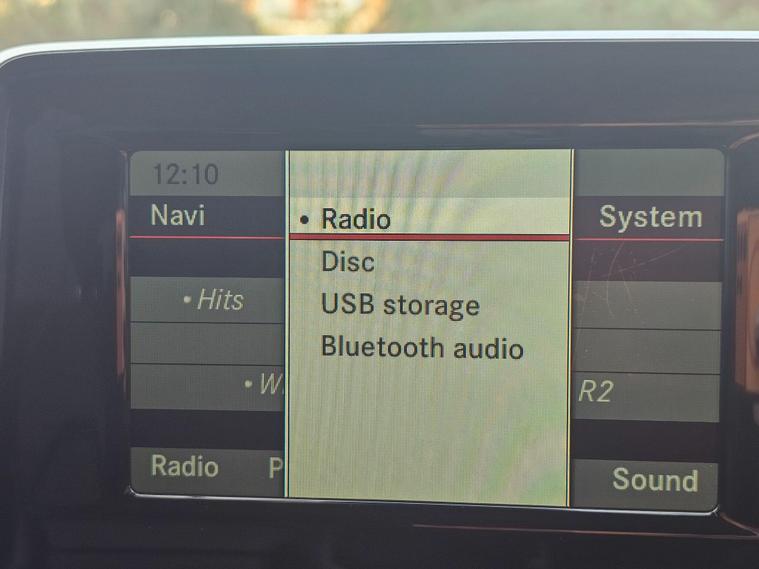 12:10
Navi
• Radio
System
Disc
• Hits
USB storage
Bluetooth audio
R2
Radio
Sound